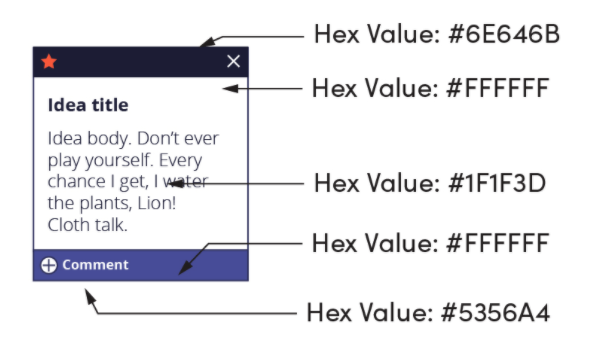 Hex Value: #6E646B
Hex Value: #FFFFFF
Idea title
Idea body. Don't ever
play yourself. Every
chance I get, I water
the plants, Lion!
Cloth talk.
Hex Value: #1F1F3D
Hex Value: #FFFFFF
Comment
Hex Value: #5356A4